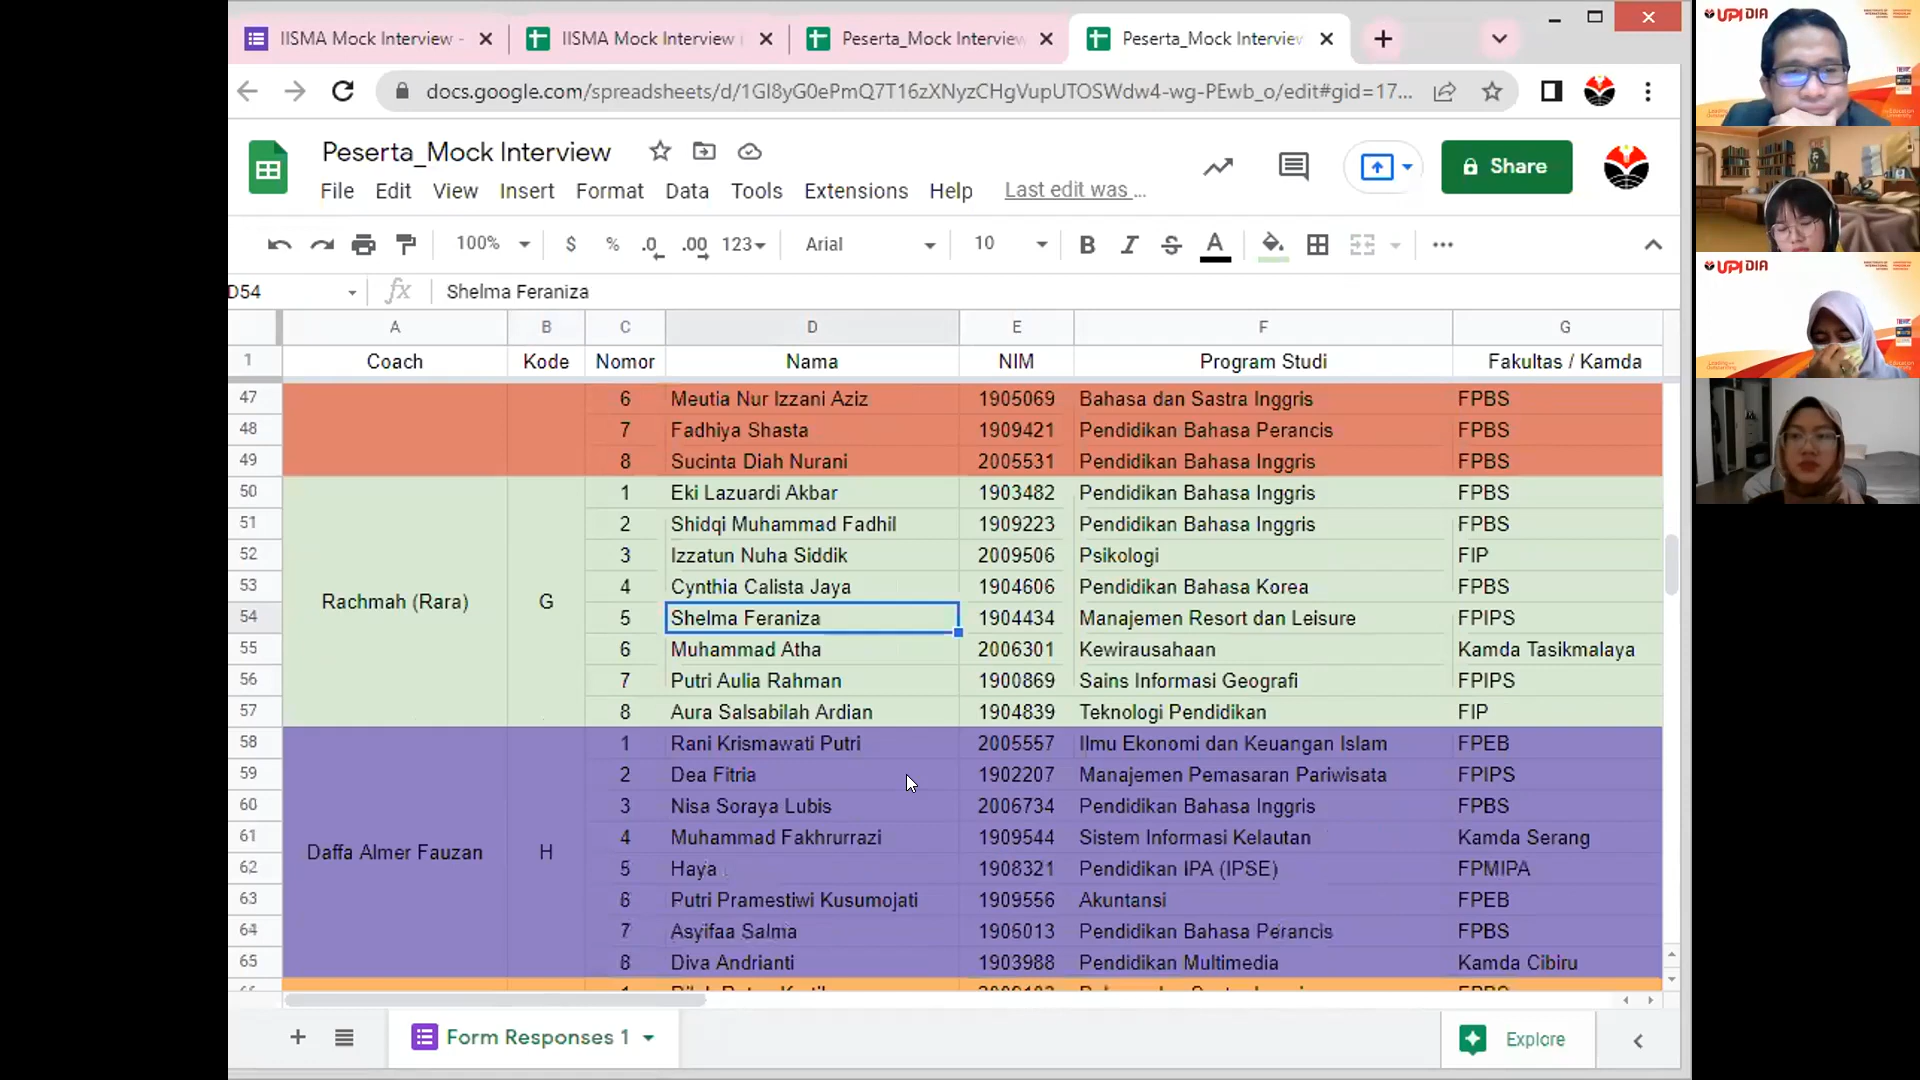 IISMA Mock Interview -
IISMA Mock Interview
Peserta_Mock Interview
Peserta_Mock Interview
docs.google.com/spreadsheets/d/1GI8yG0ePmQ7T16zXNyzCHgVupUTOSWdw4-wg-PEwb_o/edit#gid=17...
Peserta_Mock Interview
File Edit View Insert Format Data Tools Extensions Help Last edit was ...
Share
100% $ % .0 .00 123 Arial 10 B I S A
D54 fx Shelma Feraniza
A B C D E F G
1 Coach Kode Nomor Nama NIM Program Studi Fakultas / Kamda
47 6 Meutia Nur Izzani Aziz 1905069 Bahasa dan Sastra Inggris FPBS
48 7 Fadhiya Shasta 1909421 Pendidikan Bahasa Perancis FPBS
49 8 Sucinta Diah Nurani 2005531 Pendidikan Bahasa Inggris FPBS
50 1 Eki Lazuardi Akbar 1903482 Pendidikan Bahasa Inggris FPBS
51 2 Shidqi Muhammad Fadhil 1909223 Pendidikan Bahasa Inggris FPBS
52 3 Izzatun Nuha Siddik 2009506 Psikologi FIP
53 4 Cynthia Calista Jaya 1904606 Pendidikan Bahasa Korea FPBS
Rachmah (Rara) G
54 5 Shelma Feraniza 1904434 Manajemen Resort dan Leisure FPIPS
55 6 Muhammad Atha 2006301 Kewirausahaan Kamda Tasikmalaya
56 7 Putri Aulia Rahman 1900869 Sains Informasi Geografi FPIPS
57 8 Aura Salsabilah Ardian 1904839 Teknologi Pendidikan FIP
58 1 Rani Krismawati Putri 2005557 Ilmu Ekonomi dan Keuangan Islam FPEB
59 2 Dea Fitria 1902207 Manajemen Pemasaran Pariwisata FPIPS
60 3 Nisa Soraya Lubis 2006734 Pendidikan Bahasa Inggris FPBS
61 4 Muhammad Fakhrurrazi 1909544 Sistem Informasi Kelautan Kamda Serang
Daffa Almer Fauzan H
62 5 Haya 1908321 Pendidikan IPA (IPSE) FPMIPA
63 6 Putri Pramestiwi Kusumojati 1909556 Akuntansi FPEB
64 7 Asyifaa Salma 1906013 Pendidikan Bahasa Perancis FPBS
65 8 Diva Andrianti 1903988 Pendidikan Multimedia Kamda Cibiru
Form Responses 1
Explore
UPI DIA
UPI DIA